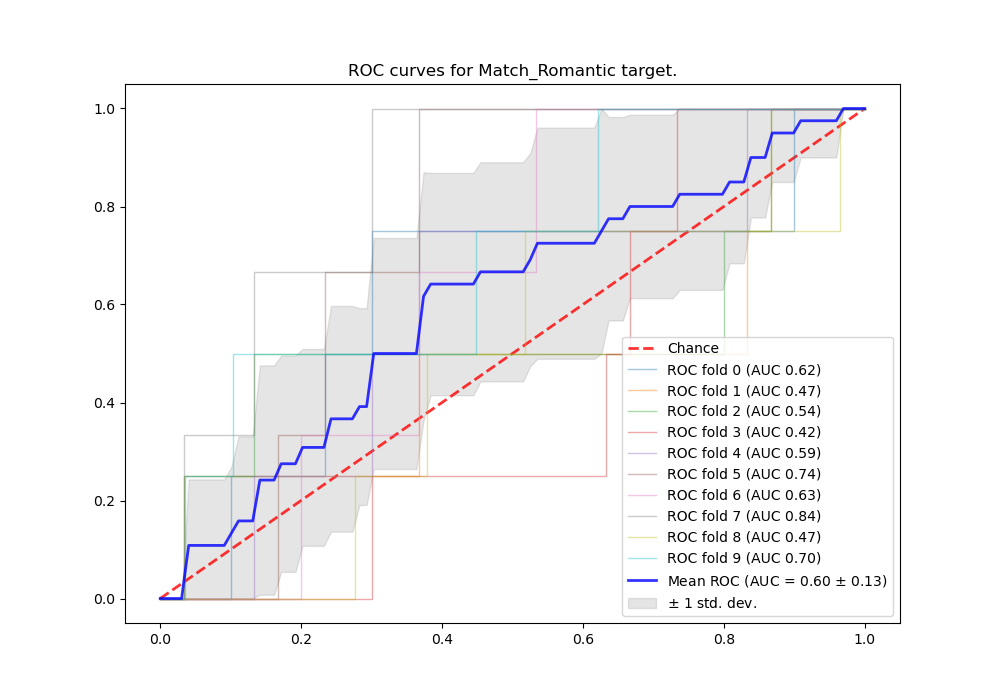 ROC curves for Match_Romantic target.
1.0
0.8
0.6
0.4
0.2
0.0
Chance
ROC fold 0 (AUC 0.62)
ROC fold 1 (AUC 0.47)
ROC fold 2 (AUC 0.54)
ROC fold 3 (AUC 0.42)
ROC fold 4 (AUC 0.59)
ROC fold 5 (AUC 0.74)
ROC fold 6 (AUC 0.63)
ROC fold 7 (AUC 0.84)
ROC fold 8 (AUC 0.47)
ROC fold 9 (AUC 0.70)
Mean ROC (AUC = 0.60 ± 0.13)
± 1 std. dev.
0.0 0.2 0.4 0.6 0.8 1.0